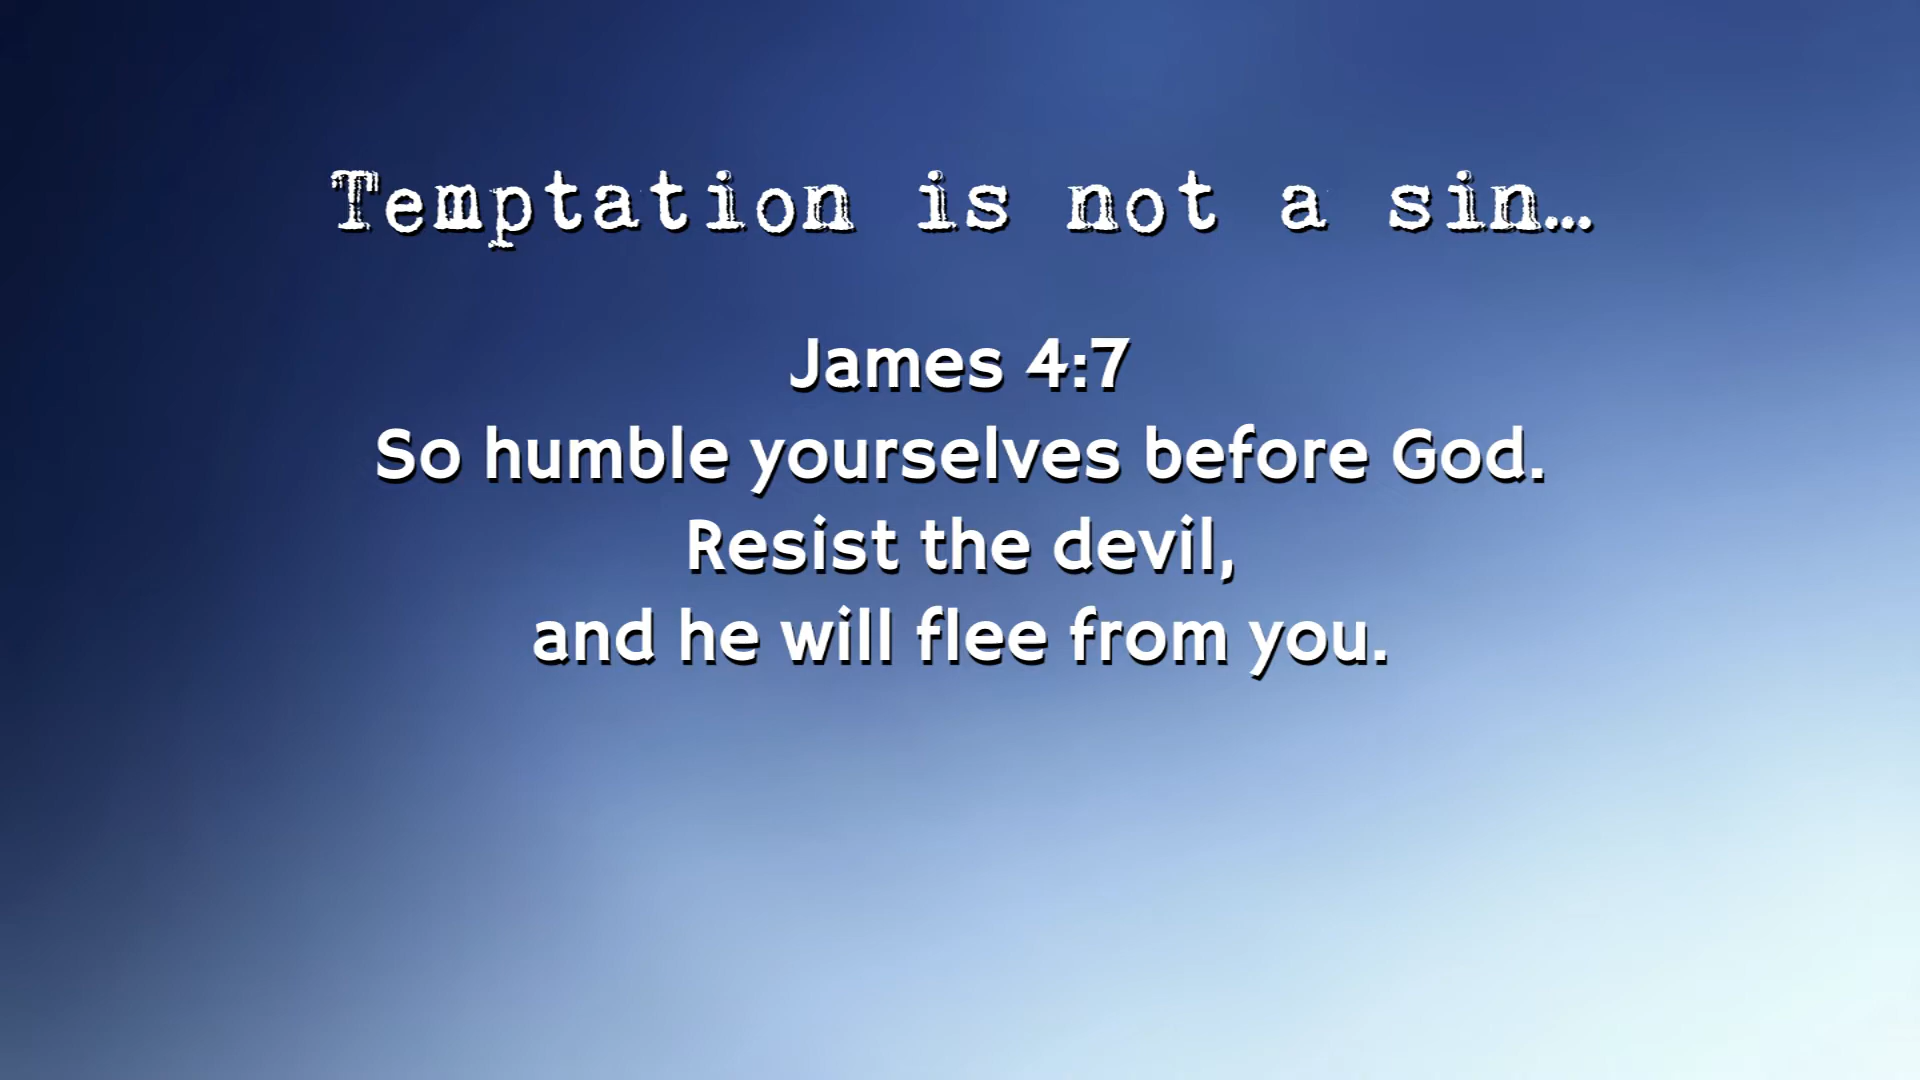 Temptation is not a sin…
James 4:7
So humble yourselves before God.
Resist the devil,
and he will flee from you.